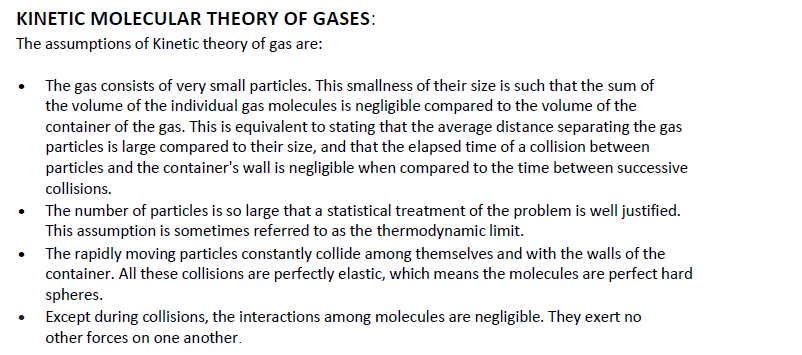 KINETIC MOLECULAR THEORY OF GASES:
The assumptions of Kinetic theory of gas are:
• The gas consists of very small particles. This smallness of their size is such that the sum of
the volume of the individual gas molecules is negligible compared to the volume of the
container of the gas. This is equivalent to stating that the average distance separating the gas
particles is large compared to their size, and that the elapsed time of a collision between
particles and the container's wall is negligible when compared to the time between successive
collisions.
• The number of particles is so large that a statistical treatment of the problem is well justified.
This assumption is sometimes referred to as the thermodynamic limit.
• The rapidly moving particles constantly collide among themselves and with the walls of the
container. All these collisions are perfectly elastic, which means the molecules are perfect hard
spheres.
• Except during collisions, the interactions among molecules are negligible. They exert no
other forces on one another.